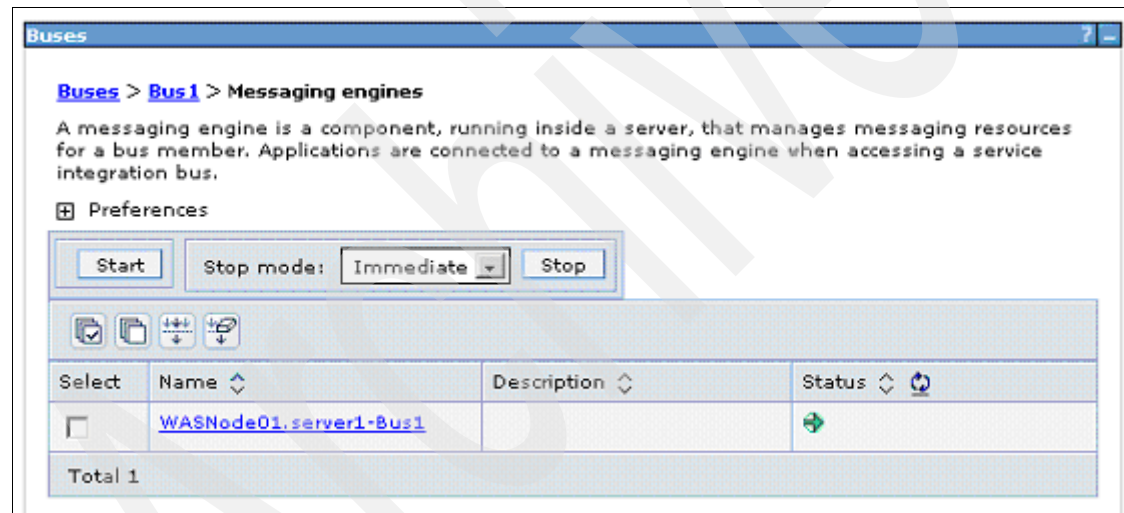 Buses ? _
Buses > Bus1 > Messaging engines
A messaging engine is a component, running inside a server, that manages messaging resources
for a bus member. Applications are connected to a messaging engine when accessing a service
integration bus.
Preferences
Start Stop mode: Immediate Stop
Select Name Description Status
WASNode01.server1-Bus1
Total 1